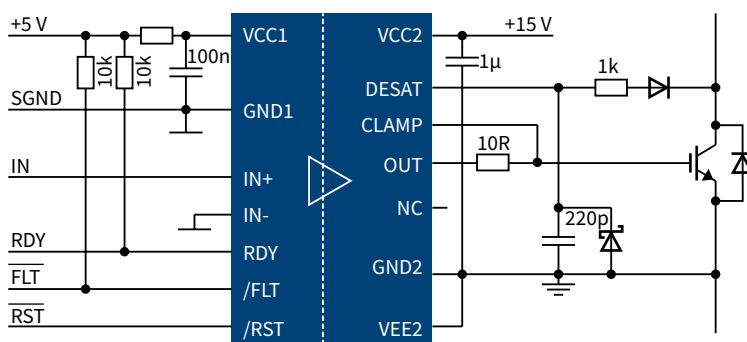 +5 V
VCC1
VCC2
+15 V
10k
10k
100n
1µ
SGND
GND1
DESAT
1k
CLAMP
10R
IN
IN+
OUT
IN-
NC
220p
RDY
RDY
GND2
FLT
/FLT
RST
/RST
VEE2